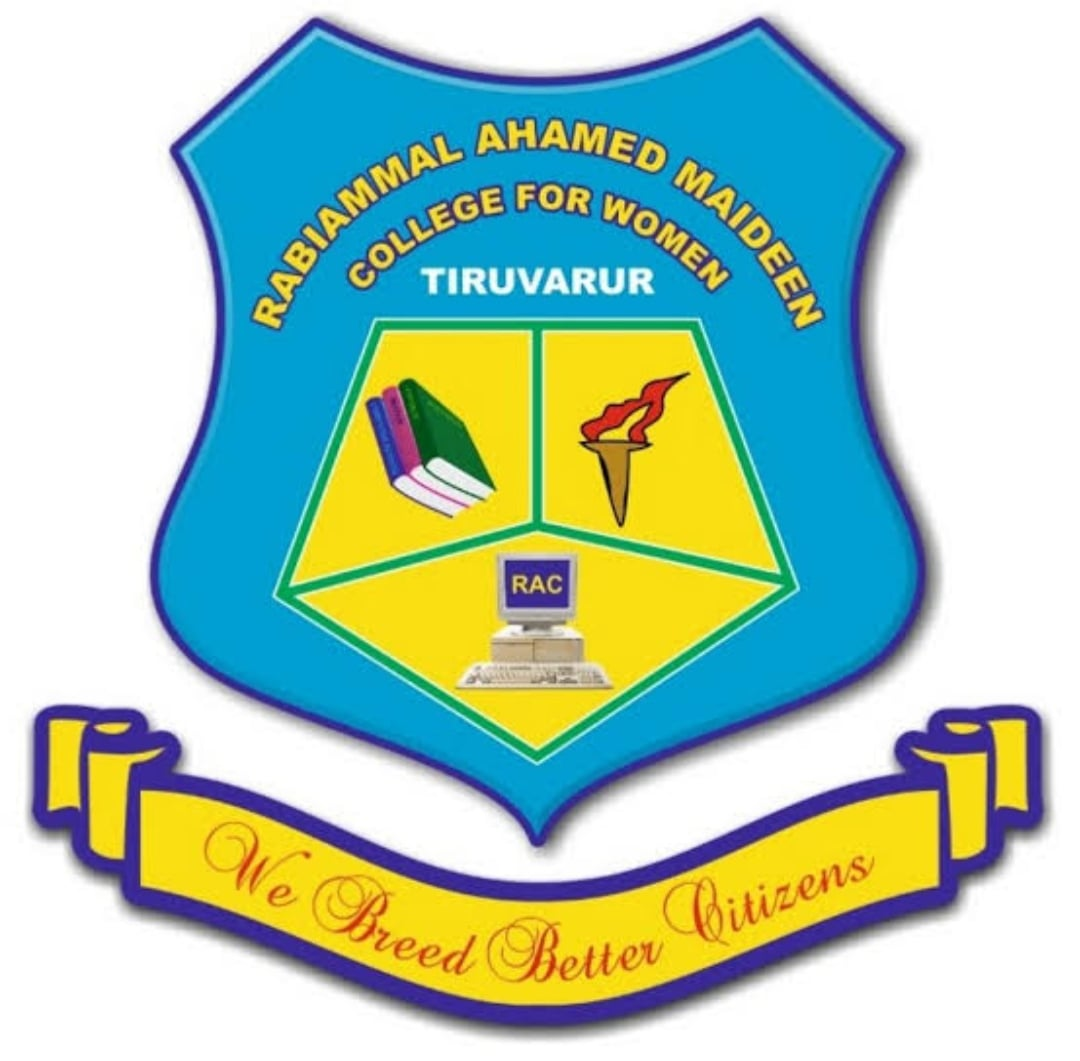 RABIAMMAL AHAMED MAIDEEN
COLLEGE FOR WOMEN
TIRUVARUR
RAC
We Breed Better Citizens